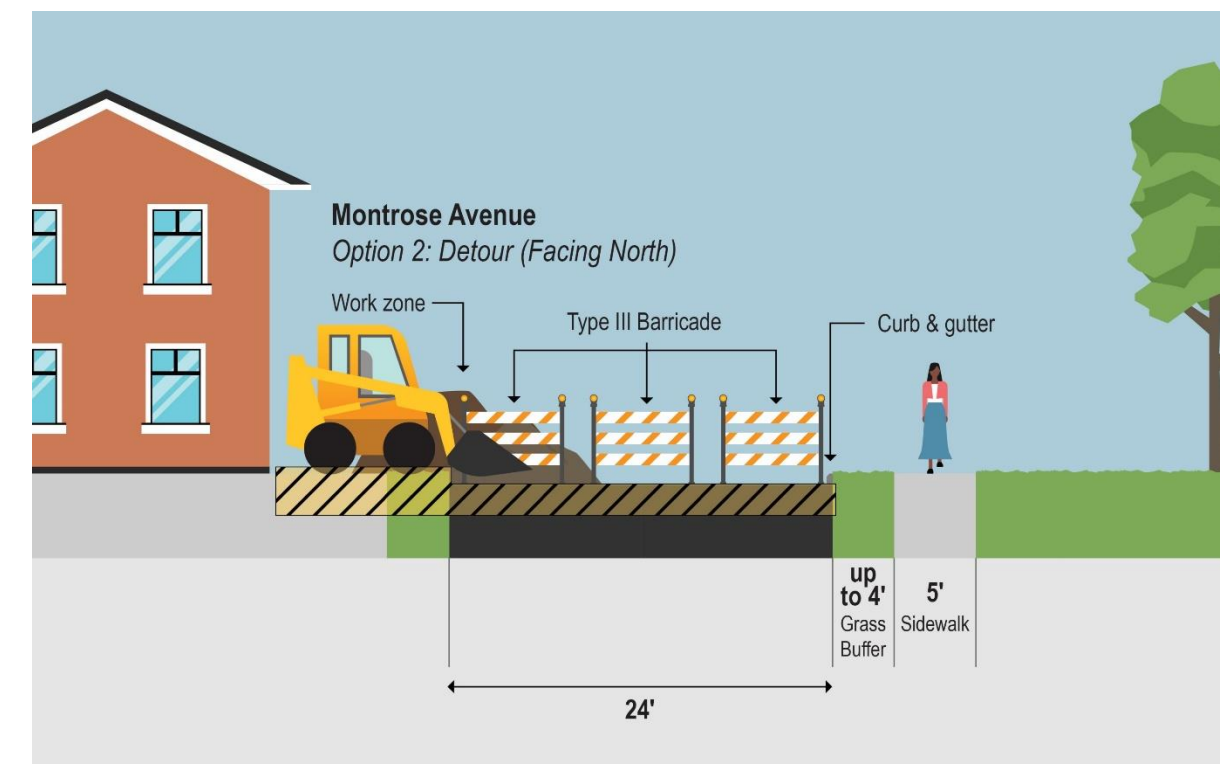 Montrose Avenue
Option 2: Detour (Facing North)
Work zone
Type III Barricade
Curb & gutter
up
to 4'
Grass
Buffer
5'
Sidewalk
24'